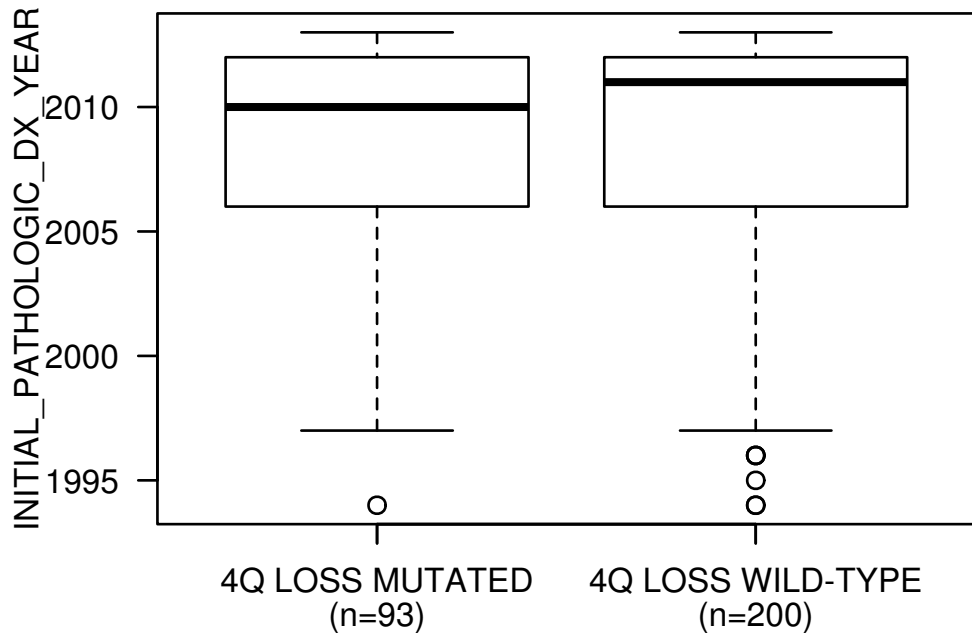 INITIAL_PATHOLOGIC_DX_YEAR
2010
2005
2000
1995
4Q LOSS MUTATED
(n=93)
4Q LOSS WILD-TYPE
(n=200)